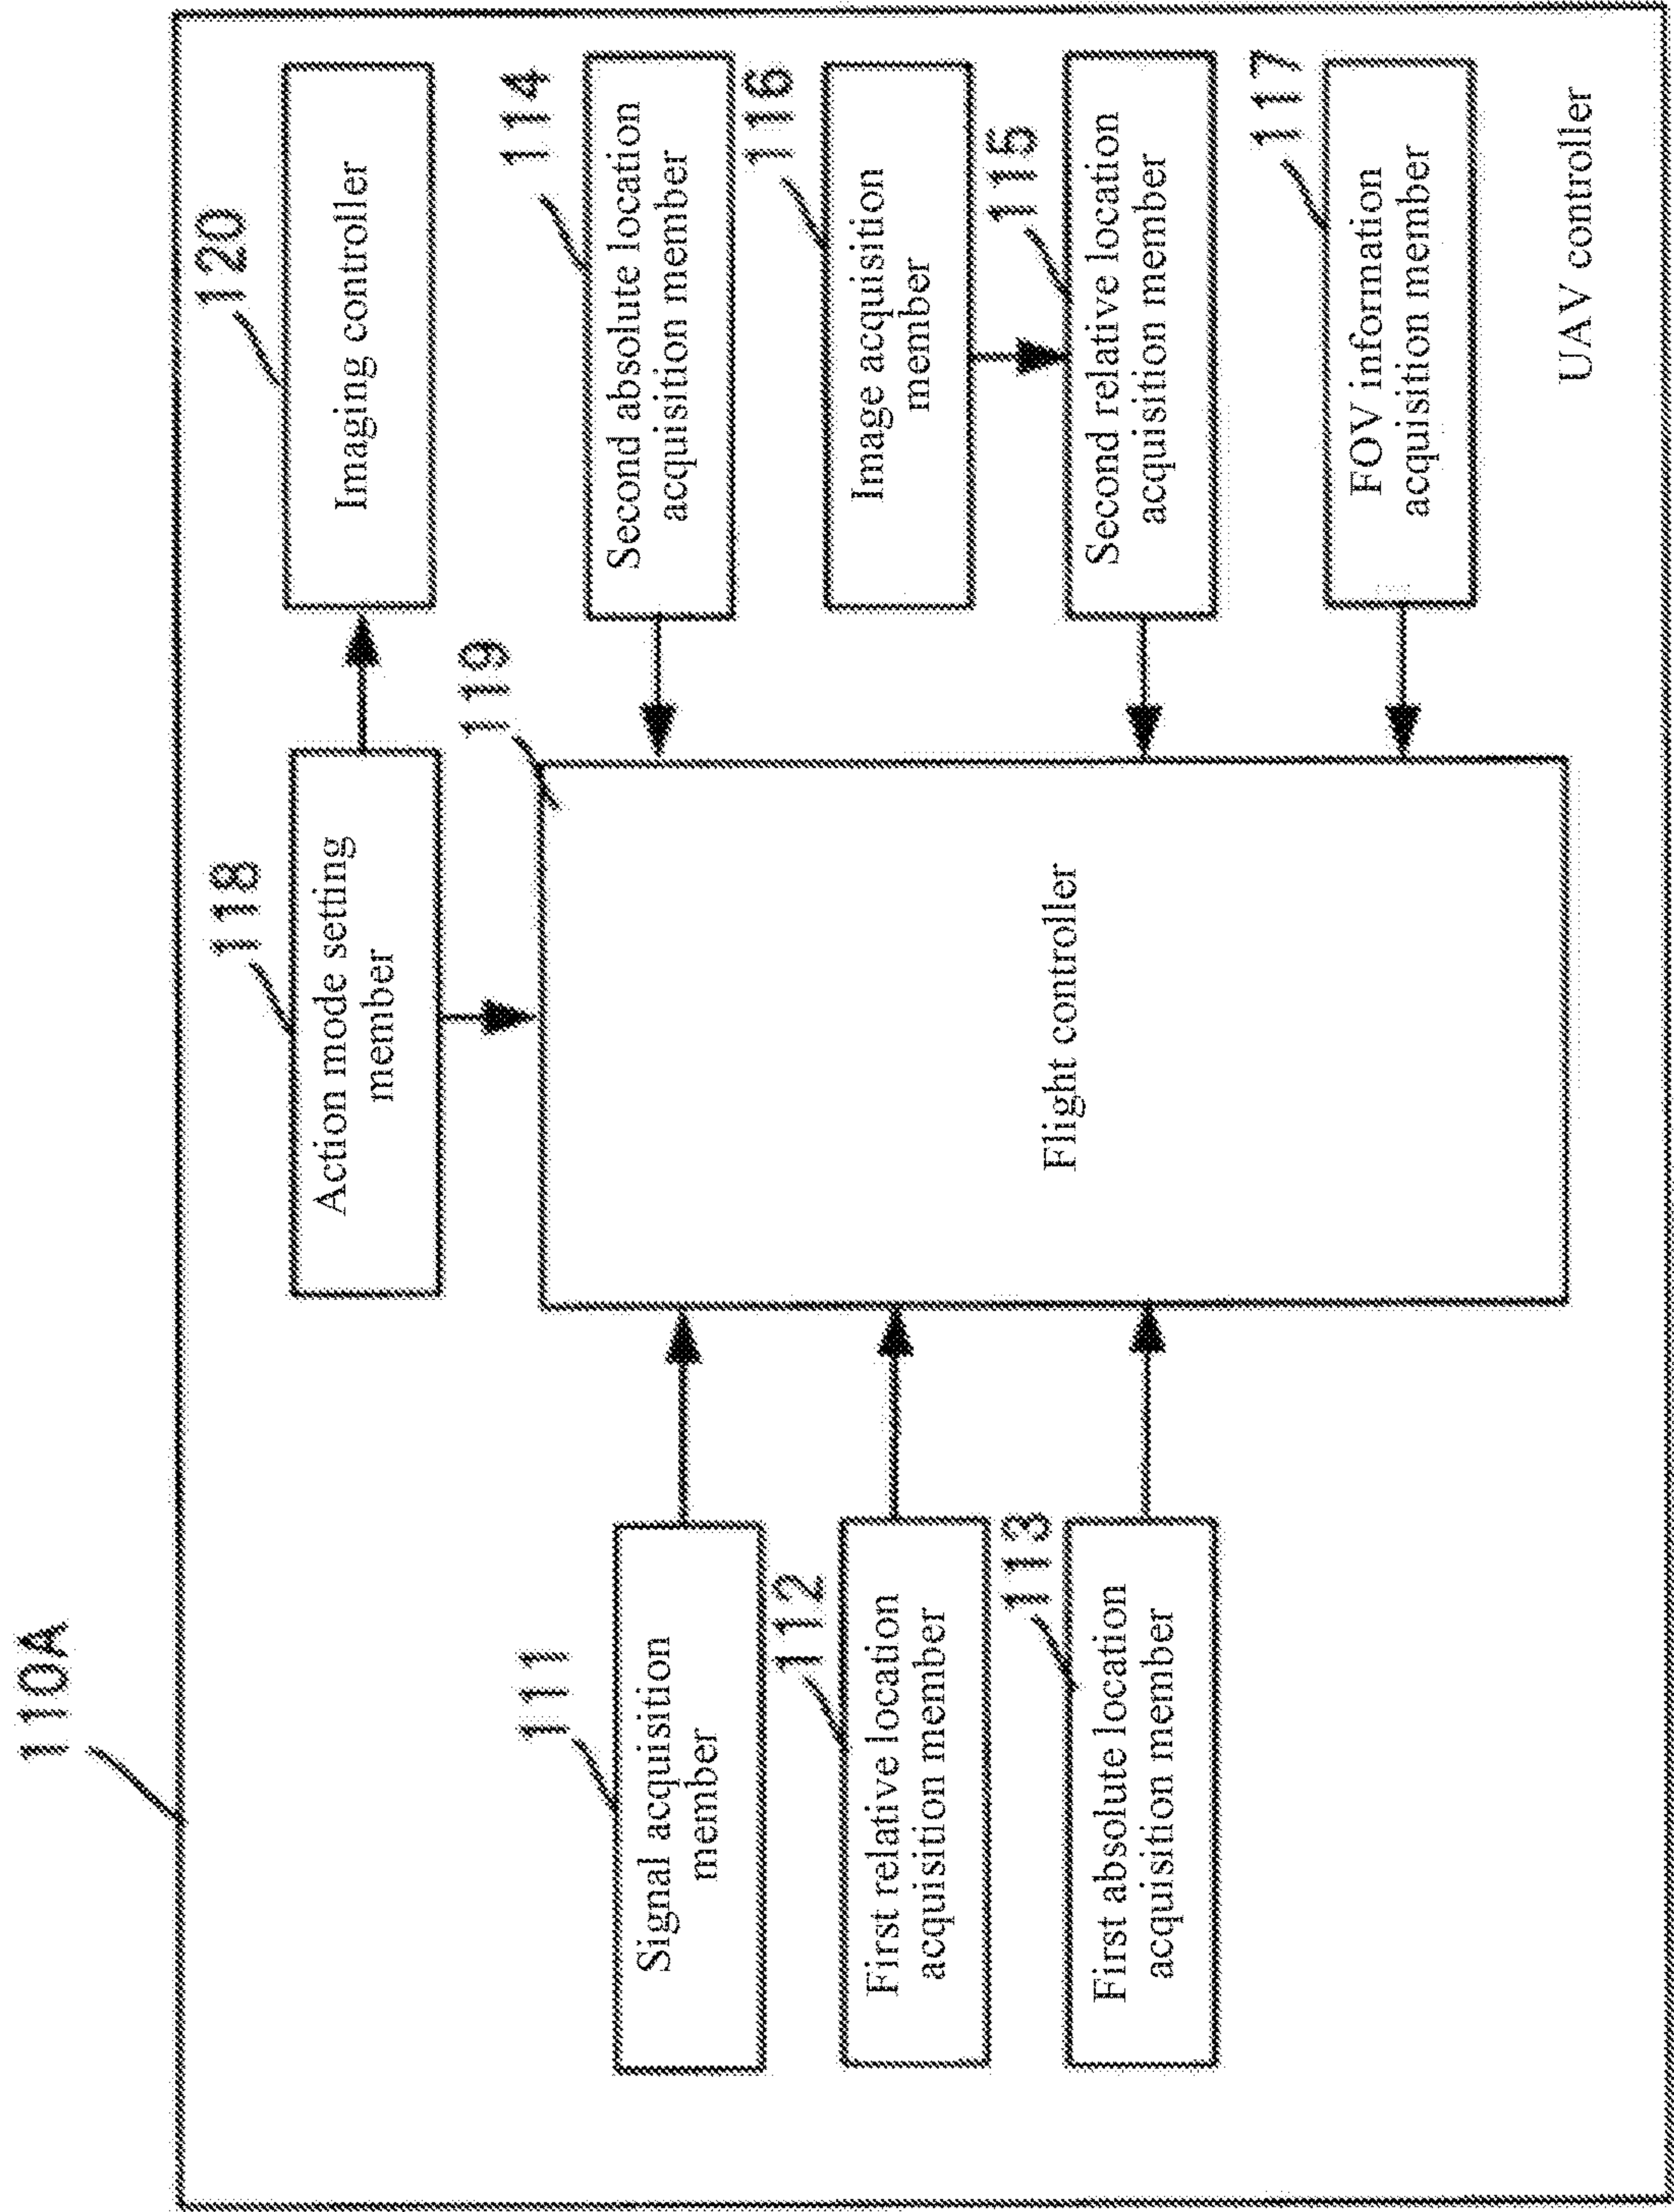 110A
118
Action mode setting
member
120
Imaging controller
119
Flight controller
111
Signal acquisition
member
112
First relative location
acquisition member
113
First absolute location
acquisition member
114
Second absolute location
acquisition member
116
Image acquisition
member
115
Second relative location
acquisition member
117
FOV information
acquisition member
UAV controller